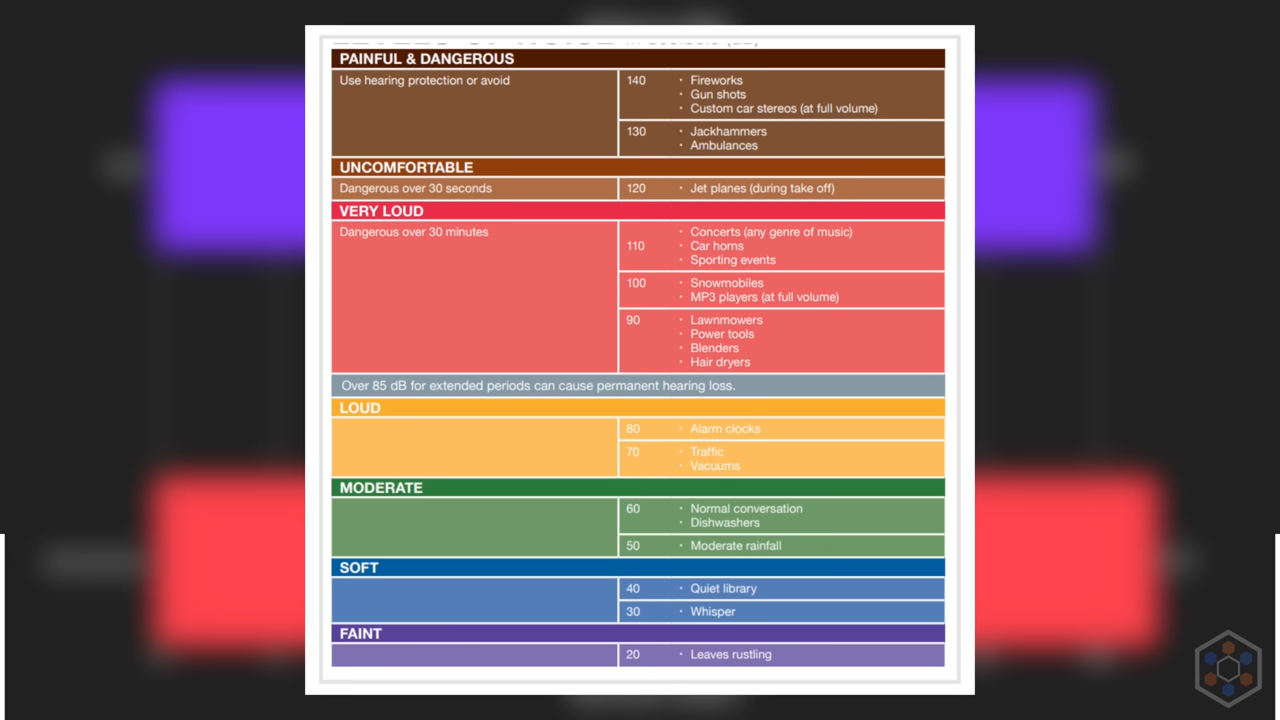 PAINFUL & DANGEROUS
Use hearing protection or avoid
140
· Fireworks
· Gun shots
· Custom car stereos (at full volume)
130
· Jackhammers
· Ambulances
UNCOMFORTABLE
Dangerous over 30 seconds
120
· Jet planes (during take off)
VERY LOUD
Dangerous over 30 minutes
110
· Concerts (any genre of music)
· Car horns
· Sporting events
100
· Snowmobiles
· MP3 players (at full volume)
90
· Lawnmowers
· Power tools
· Blenders
· Hair dryers
Over 85 dB for extended periods can cause permanent hearing loss.
LOUD
80
· Alarm clocks
70
· Traffic
· Vacuums
MODERATE
60
· Normal conversation
· Dishwashers
50
· Moderate rainfall
SOFT
40
· Quiet library
30
· Whisper
FAINT
20
· Leaves rustling